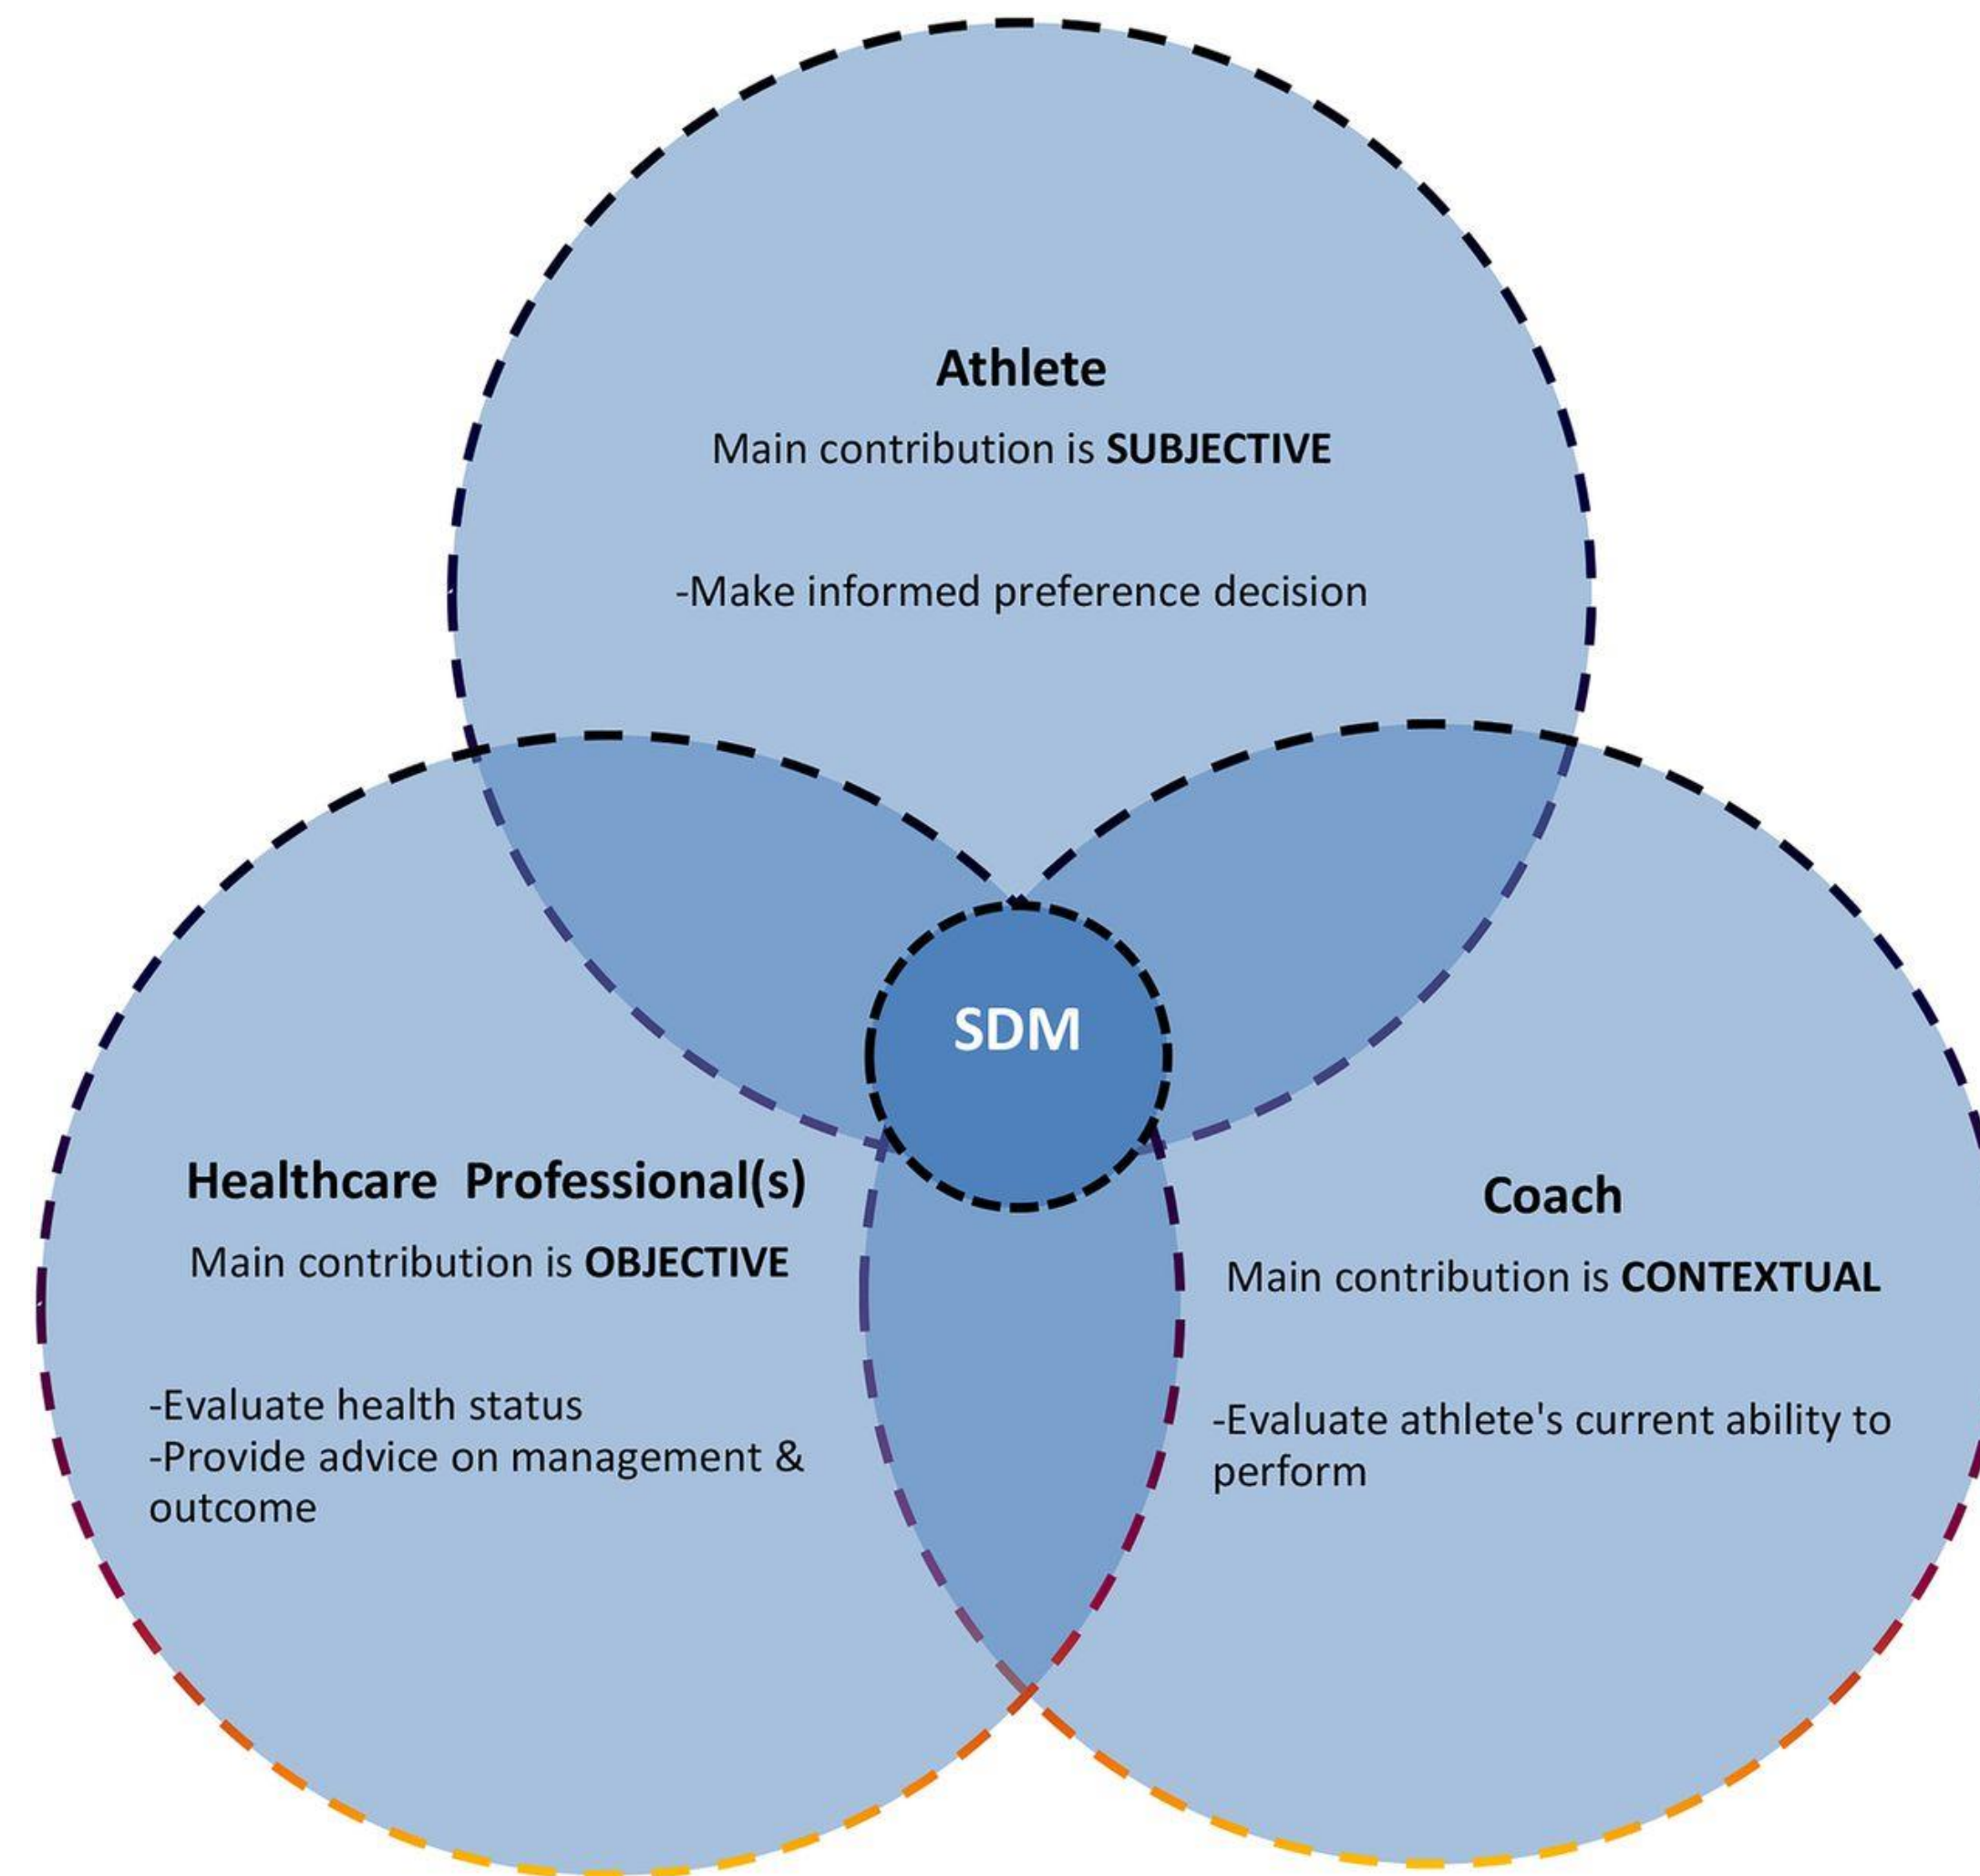 Athlete
Main contribution is SUBJECTIVE
-Make informed preference decision
SDM
Healthcare Professional(s)
Main contribution is OBJECTIVE
-Evaluate health status
-Provide advice on management &
outcome
Coach
Main contribution is CONTEXTUAL
-Evaluate athlete's current ability to
perform